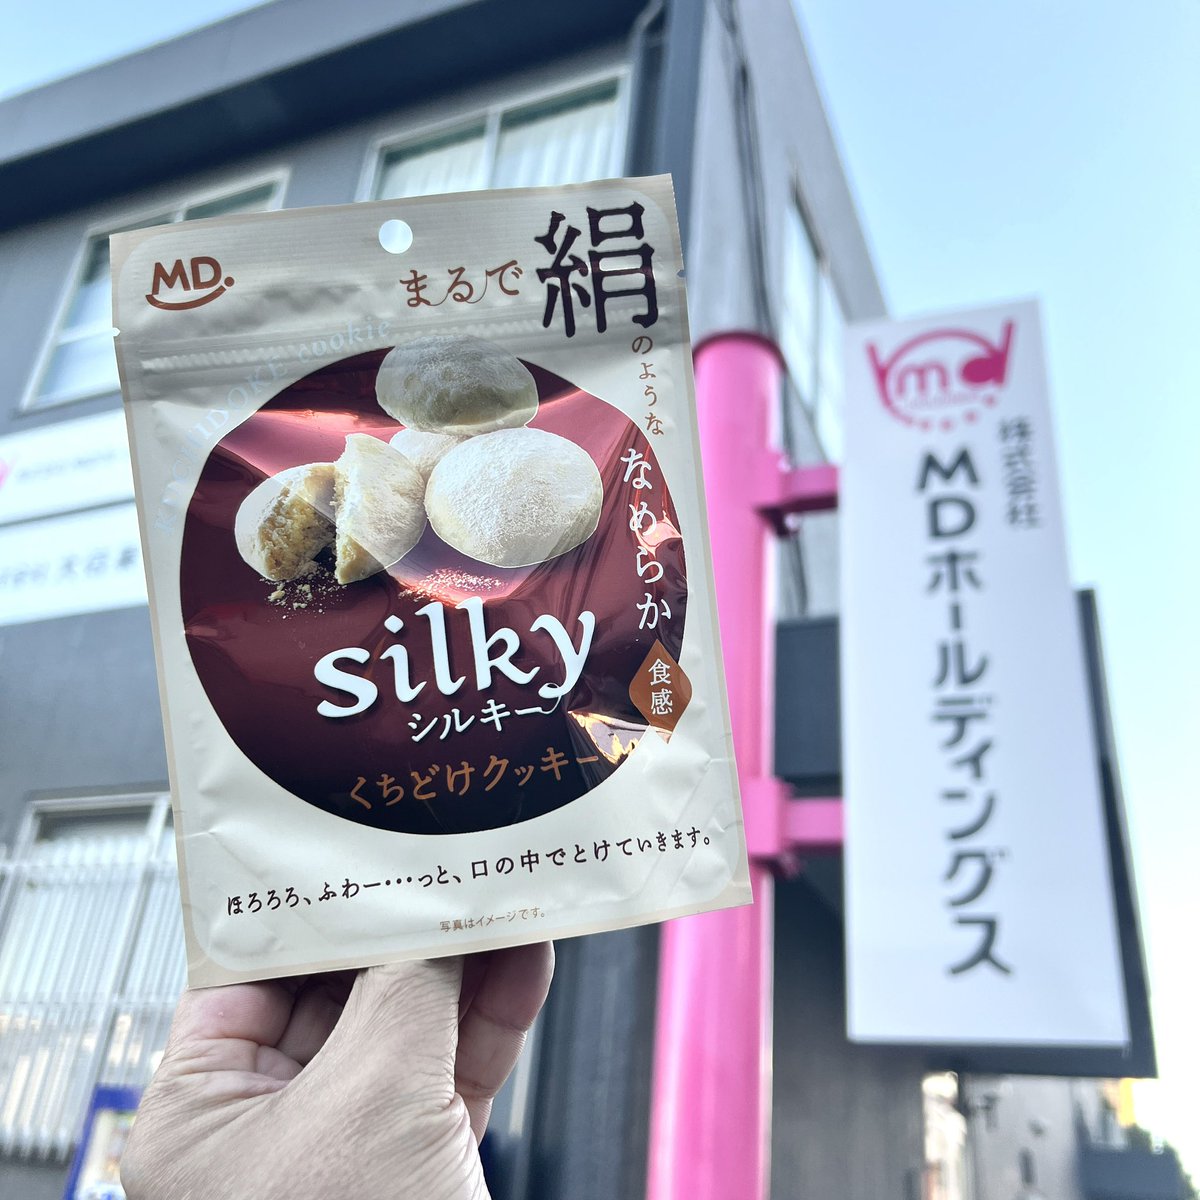 MD.
まるで絹
のような
なめらか
食感
KUCHIDOKE cookie
silky
シルキー
くちどけクッキー
ほろろろ、ふわー…っと、口の中でとけていきます。
写真はイメージです。
md
株式会社
MDホールディングス